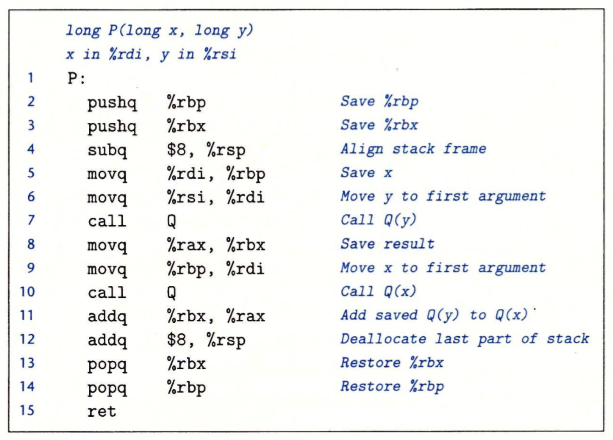 long P(long x, long y)
x in %rdi, y in %rsi
1 P:
2 pushq %rbp Save %rbp
3 pushq %rbx Save %rbx
4 subq $8, %rsp Align stack frame
5 movq %rdi, %rbp Save x
6 movq %rsi, %rdi Move y to first argument
7 call Q Call Q(y)
8 movq %rax, %rbx Save result
9 movq %rbp, %rdi Move x to first argument
10 call Q Call Q(x)
11 addq %rbx, %rax Add saved Q(y) to Q(x)
12 addq $8, %rsp Deallocate last part of stack
13 popq %rbx Restore %rbx
14 popq %rbp Restore %rbp
15 ret